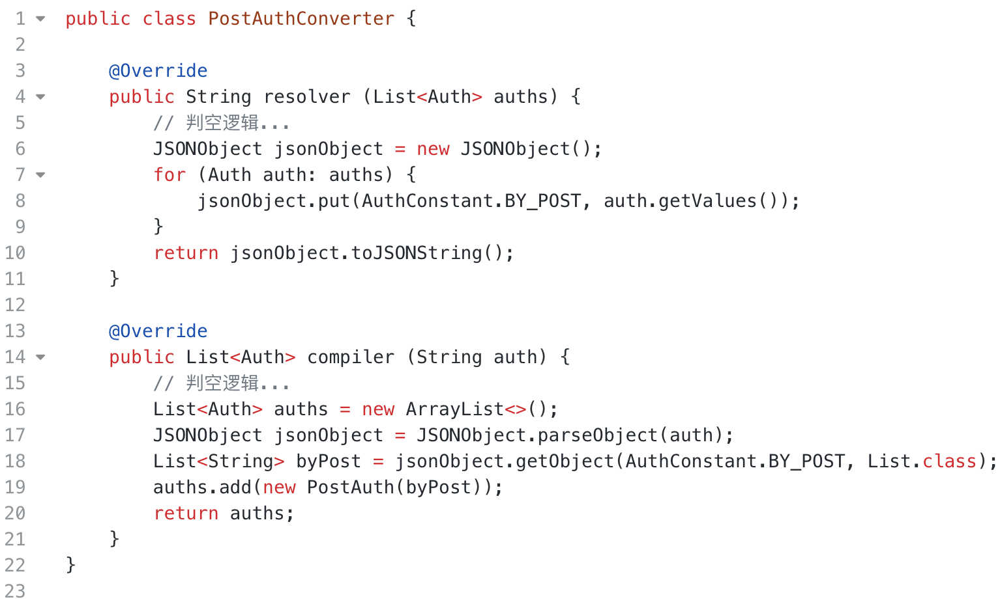 1 public class PostAuthConverter {
2
3 @Override
4 public String resolver (List<Auth> auths) {
5 // 判空逻辑...
6 JSONObject jsonObject = new JSONObject();
7 for (Auth auth: auths) {
8 jsonObject.put(AuthConstant.BY_POST, auth.getValues());
9 }
10 return jsonObject.toJSONString();
11 }
12
13 @Override
14 public List<Auth> compiler (String auth) {
15 // 判空逻辑...
16 List<Auth> auths = new ArrayList<>();
17 JSONObject jsonObject = JSONObject.parseObject(auth);
18 List<String> byPost = jsonObject.getObject(AuthConstant.BY_POST, List.class);
19 auths.add(new PostAuth(byPost));
20 return auths;
21 }
22 }
23